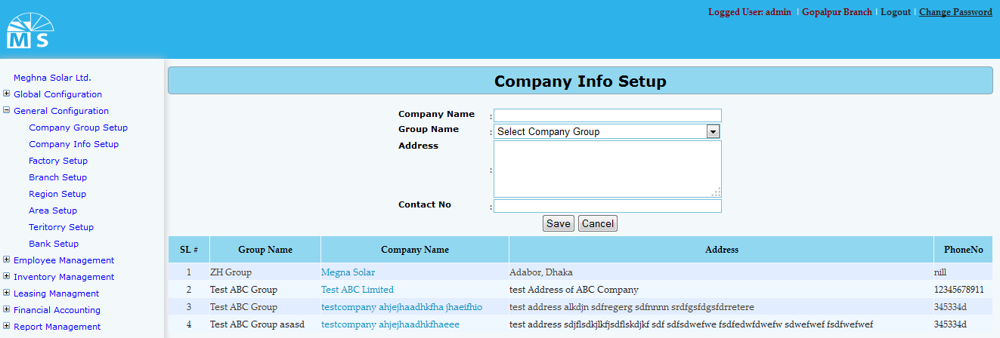 Logged User: admin | Gopalpur Branch | Logout | Change Password
M S
Meghna Solar Ltd.
Global Configuration
General Configuration
Company Group Setup
Company Info Setup
Factory Setup
Branch Setup
Region Setup
Area Setup
Teritorry Setup
Bank Setup
Employee Management
Inventory Management
Leasing Managment
Financial Accounting
Report Management
Company Info Setup
Company Name :
Group Name : Select Company Group
Address :
Contact No :
Save Cancel
SL # Group Name Company Name Address PhoneNo
1 ZH Group Megna Solar Adabor, Dhaka nill
2 Test ABC Group Test ABC Limited test Address of ABC Company 12345678911
3 Test ABC Group testcompany ahjejhaadhkfha jhaeifhio test address alkdjn sdfregerg sdfnnnn srdfgsfdgsfdrretere 345334d
4 Test ABC Group asasd testcompany ahjejhaadhkfhaeee test address sdjflsdkjlkfjsdflskdjkf sdf sdfsdwefwe fsdfedwfdwefw sdwefwef fsdfwefwef 345334d